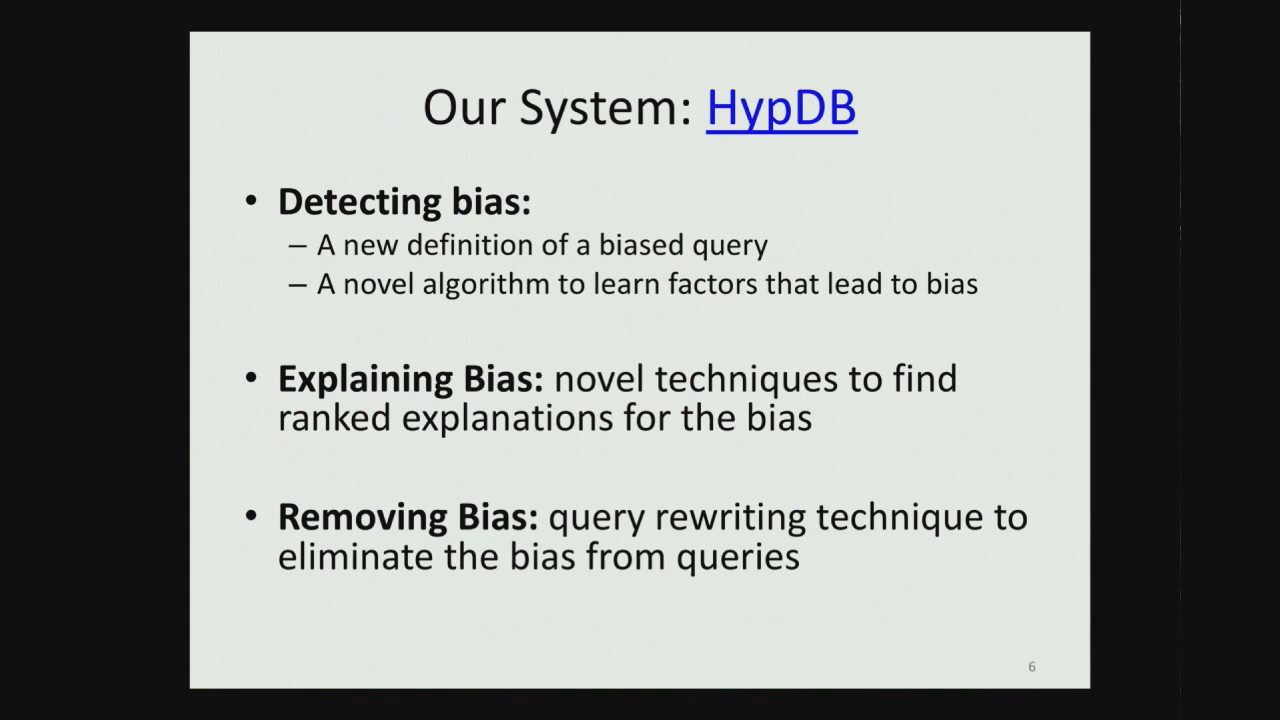 Our System: HypDB
• Detecting bias:
– A new definition of a biased query
– A novel algorithm to learn factors that lead to bias
• Explaining Bias: novel techniques to find
ranked explanations for the bias
• Removing Bias: query rewriting technique to
eliminate the bias from queries
6